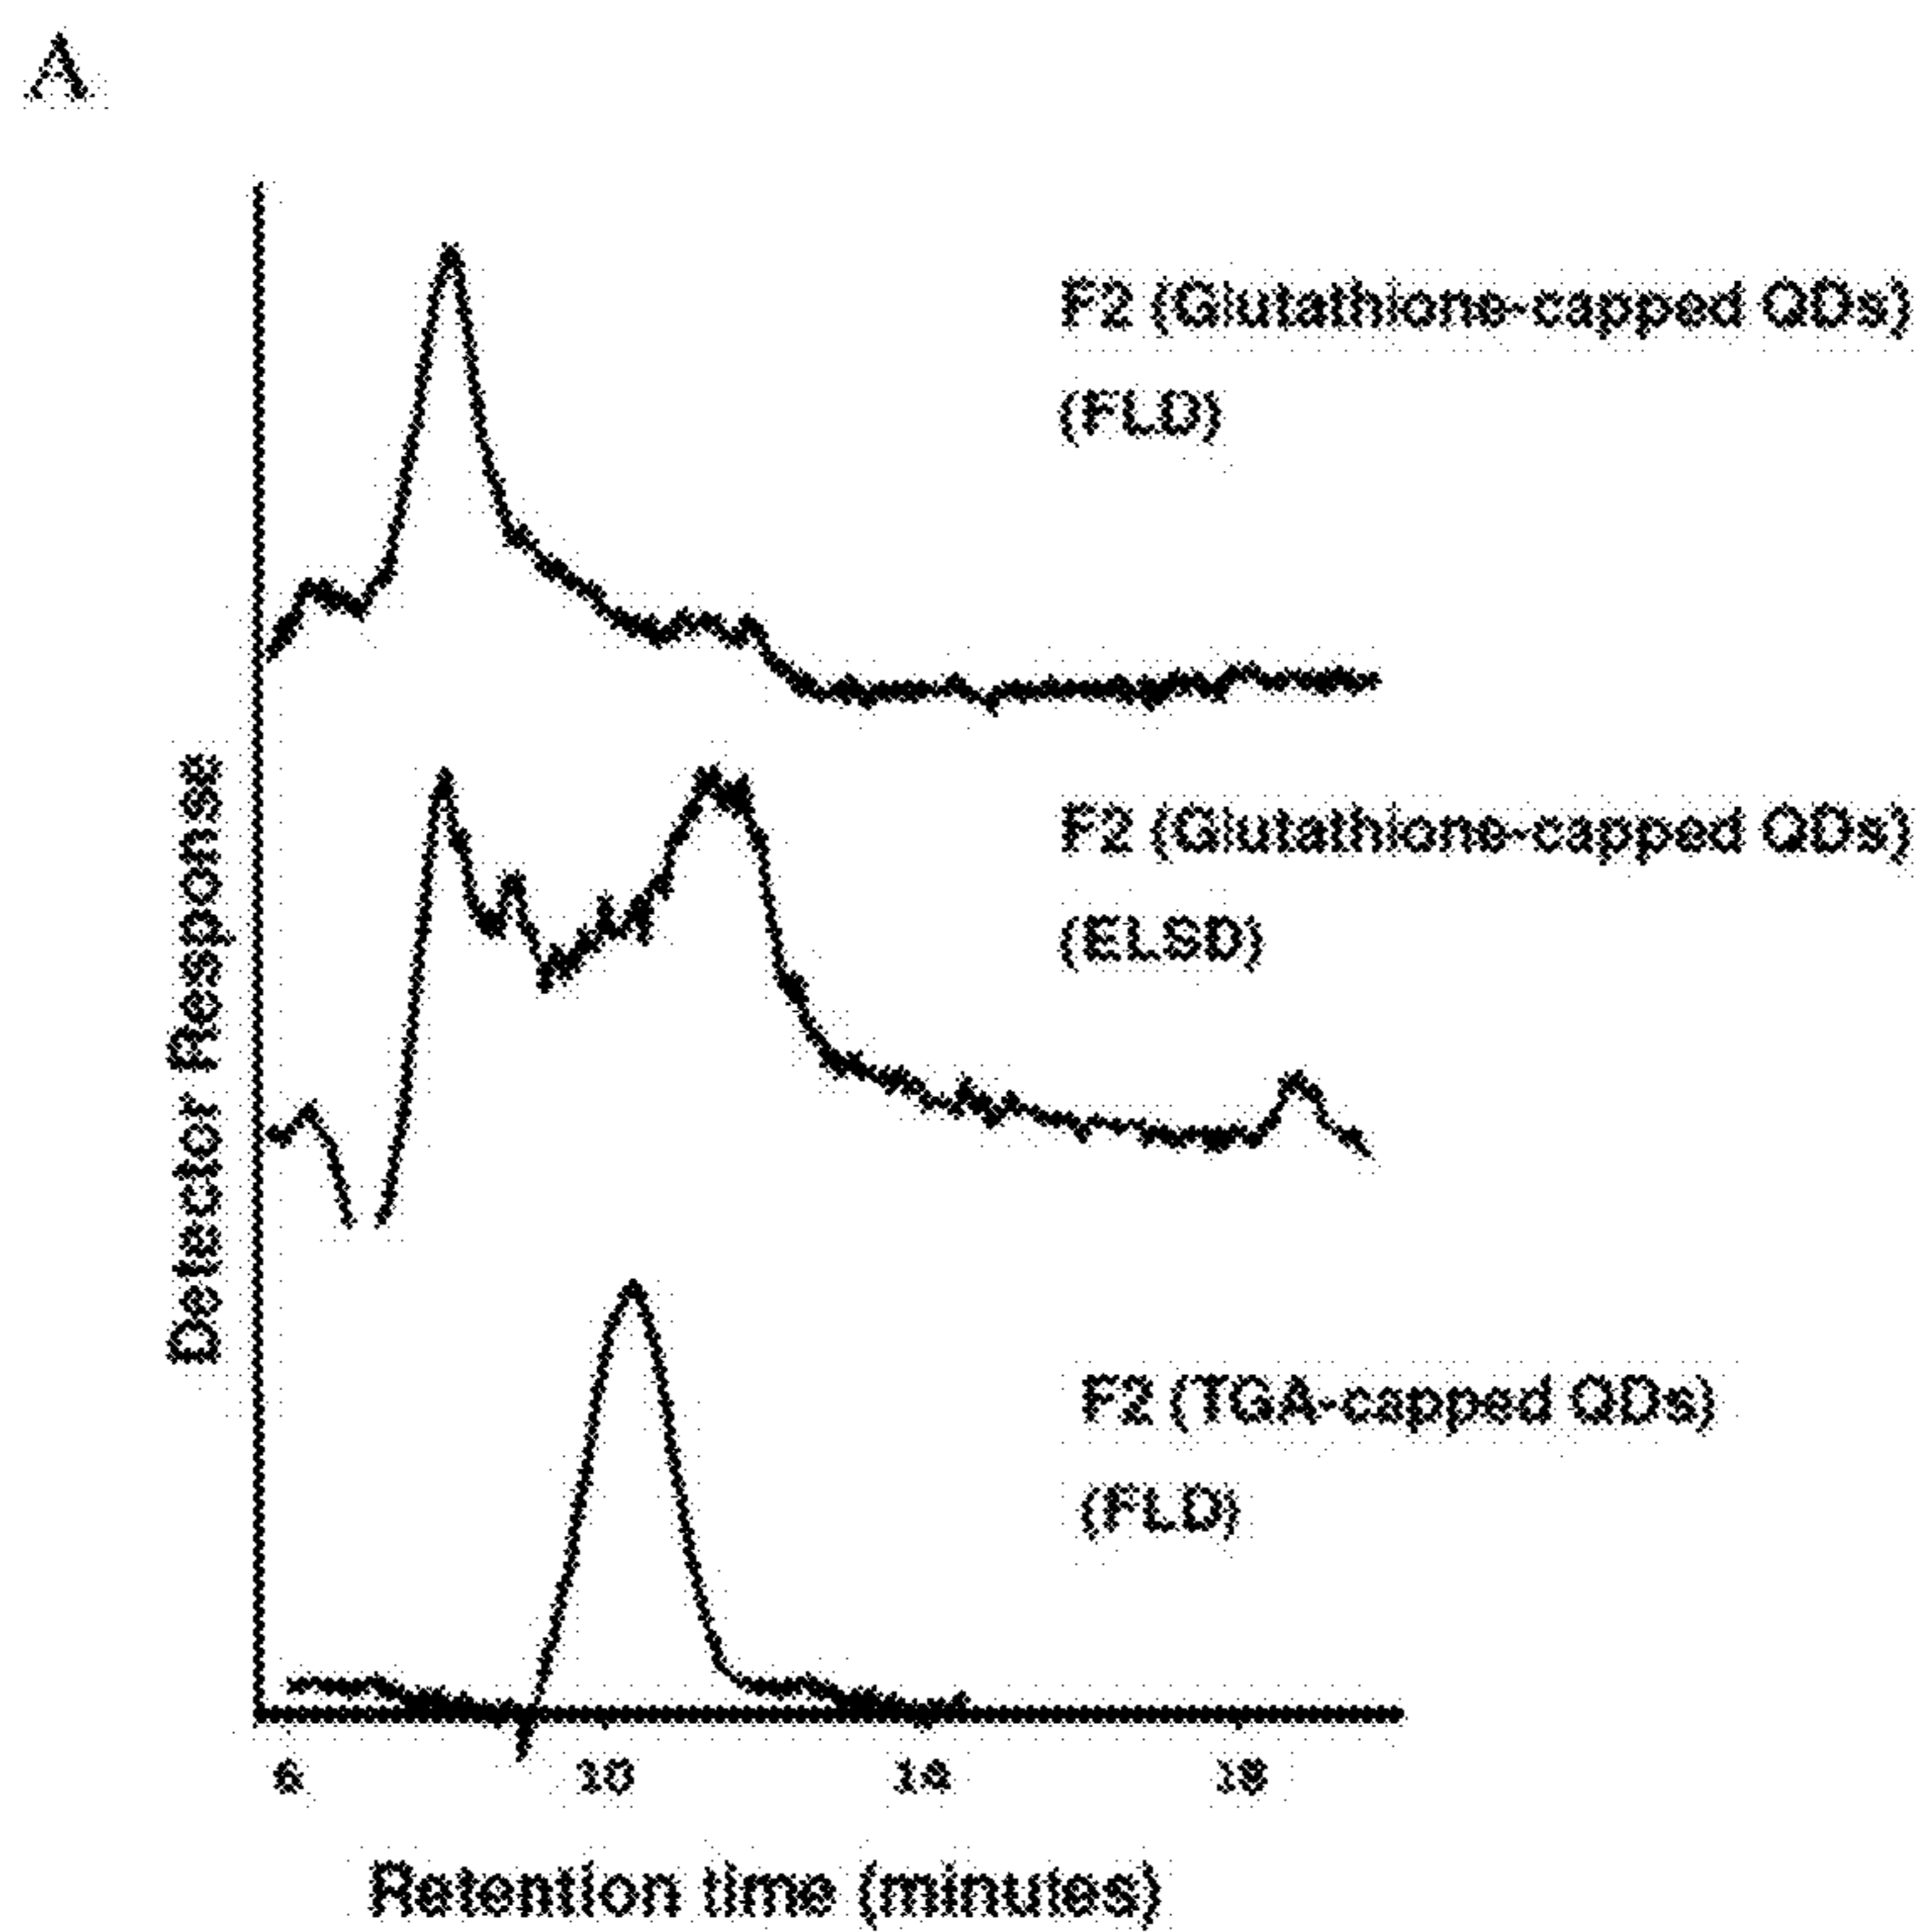 A
F2 (Glutathione-capped QDs)
(FLD)
F2 (Glutathione-capped QDs)
(ELSD)
Detector Response
F2 (TGA-capped QDs)
(FLD)
6 10 14 18
Retention time (minutes)